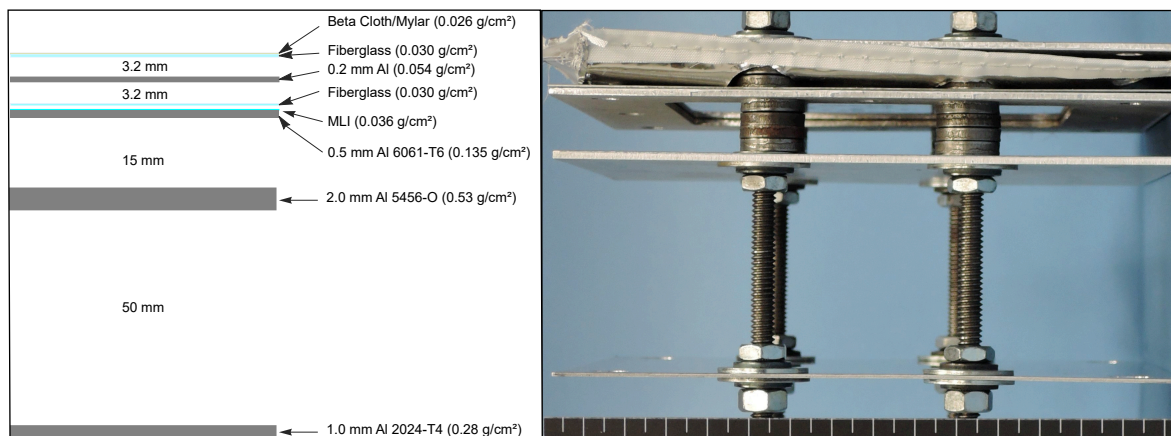 Beta Cloth/Mylar (0.026 g/cm²)
Fiberglass (0.030 g/cm²)
3.2 mm
0.2 mm Al (0.054 g/cm²)
3.2 mm
Fiberglass (0.030 g/cm²)
MLI (0.036 g/cm²)
0.5 mm Al 6061-T6 (0.135 g/cm²)
15 mm
2.0 mm Al 5456-O (0.53 g/cm²)
50 mm
1.0 mm Al 2024-T4 (0.28 g/cm²)